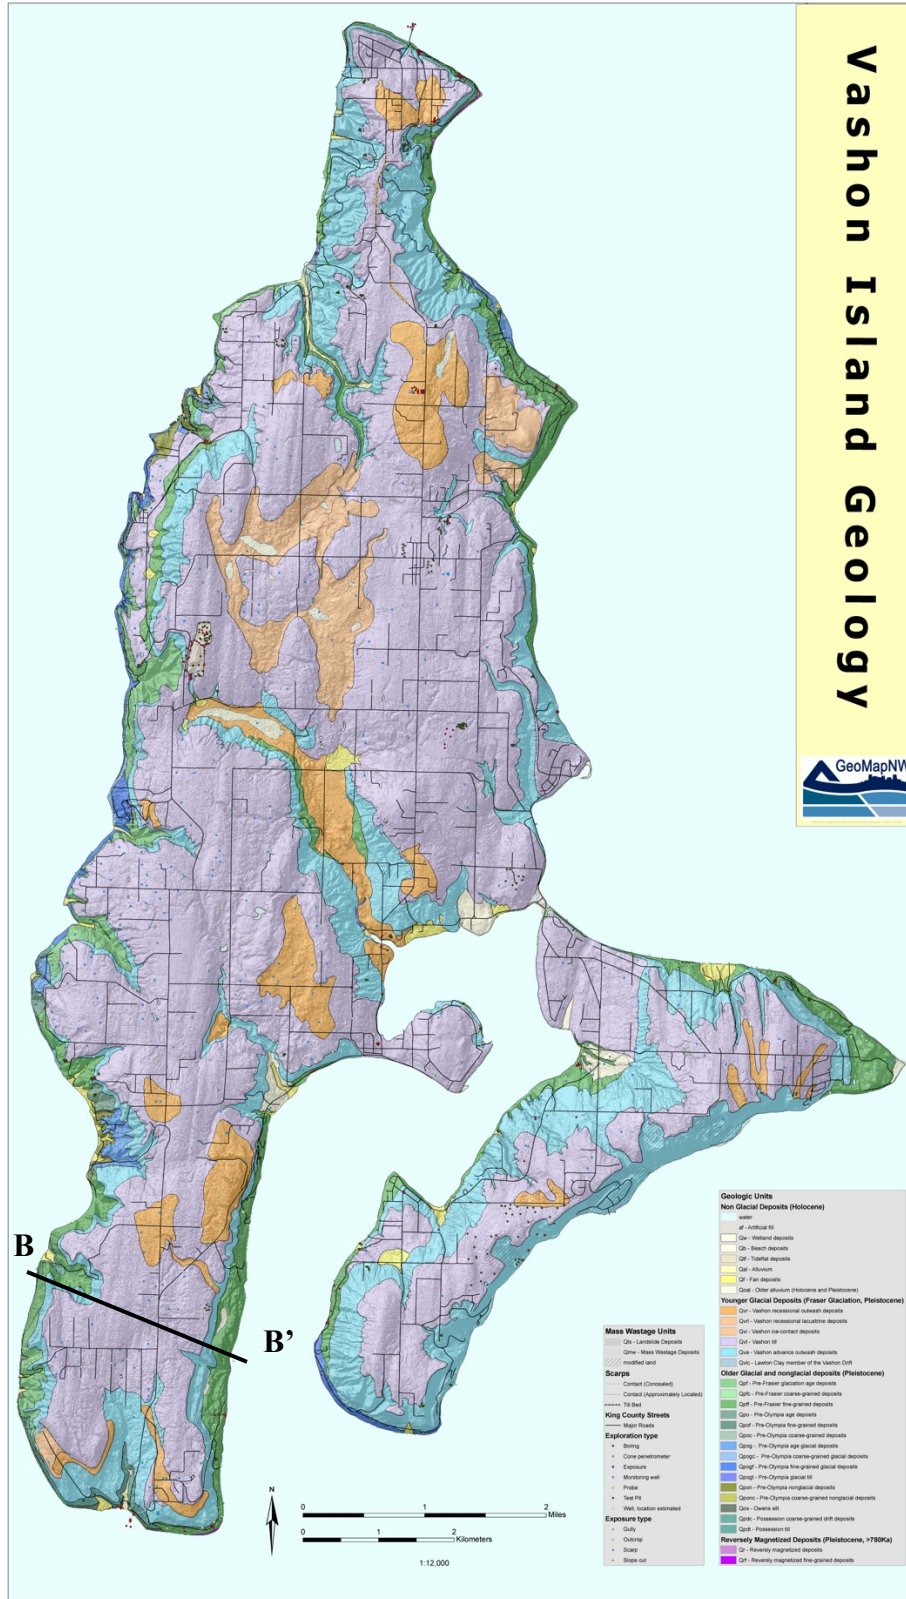 Vashon Island Geology
GeoMapNW
B
B’
N
0 1 2
Miles
0 1 2
Kilometers
1:12,000
Mass Wastage Units
Qls - Landslide Deposits
Qmw - Mass Wastage Deposits
modified land
Scarps
Contact (Concealed)
Contact (Approximately Located)
Till Bed
King County Streets
Major Roads
Exploration type
Boring
Cone penetrometer
Exposure
Monitoring well
Probe
Test Pit
Well, location estimated
Exposure type
Gully
Outcrop
Scarp
Slope cut
Geologic Units
Non Glacial Deposits (Holocene)
water
af - Artificial fill
Qw - Wetland deposits
Qb - Beach deposits
Qtf - Tideflat deposits
Qal - Alluvium
Qf - Fan deposits
Qoal - Older alluvium (Holocene and Pleistocene)
Younger Glacial Deposits (Fraser Glaciation, Pleistocene)
Qvr - Vashon recessional outwash deposits
Qvrl - Vashon recessional lacustrine deposits
Qvi - Vashon ice-contact deposits
Qvt - Vashon till
Qva - Vashon advance outwash deposits
Qvlc - Lawton Clay member of the Vashon Drift
Older Glacial and nonglacial deposits (Pleistocene)
Qpf - Pre-Fraser glaciation age deposits
Qpfc - Pre-Frasier coarse-grained deposits
Qpff - Pre-Frasier fine-grained deposits
Qpo - Pre-Olympia age deposits
Qpof - Pre-Olympia fine-grained deposits
Qpoc - Pre-Olympia coarse-grained deposits
Qpog - Pre-Olympia age glacial deposits
Qpogc - Pre-Olympia coarse-grained glacial deposits
Qpogf - Pre-Olympia fine-grained glacial deposits
Qpogt - Pre-Olympia glacial till
Qpon - Pre-Olympia nonglacial deposits
Qponc - Pre-Olympia coarse-grained nonglacial deposits
Qos - Owens silt
Qpdc - Possession coarse-grained drift deposits
Qpdt - Possession till
Reversely Magnetized Deposits (Pleistocene, >780Ka)
Qr - Reversly magnetized deposits
Qrf - Reversly magnetized fine-grained deposits